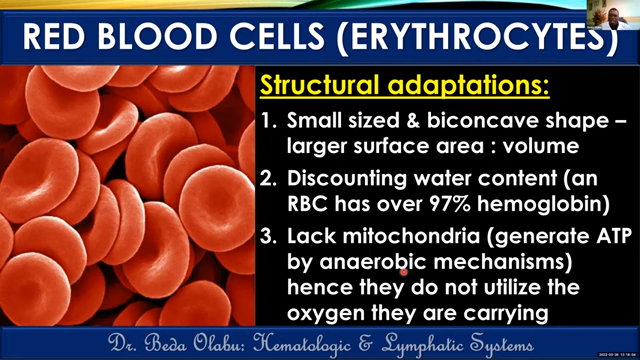 RED BLOOD CELLS (ERYTHROCYTES)
Structural adaptations:
1. Small sized & biconcave shape –
larger surface area : volume
2. Discounting water content (an
RBC has over 97% hemoglobin)
3. Lack mitochondria (generate ATP
by anaerobic mechanisms)
hence they do not utilize the
oxygen they are carrying
Dr. Beda Olabu: Hematologic & Lymphatic Systems